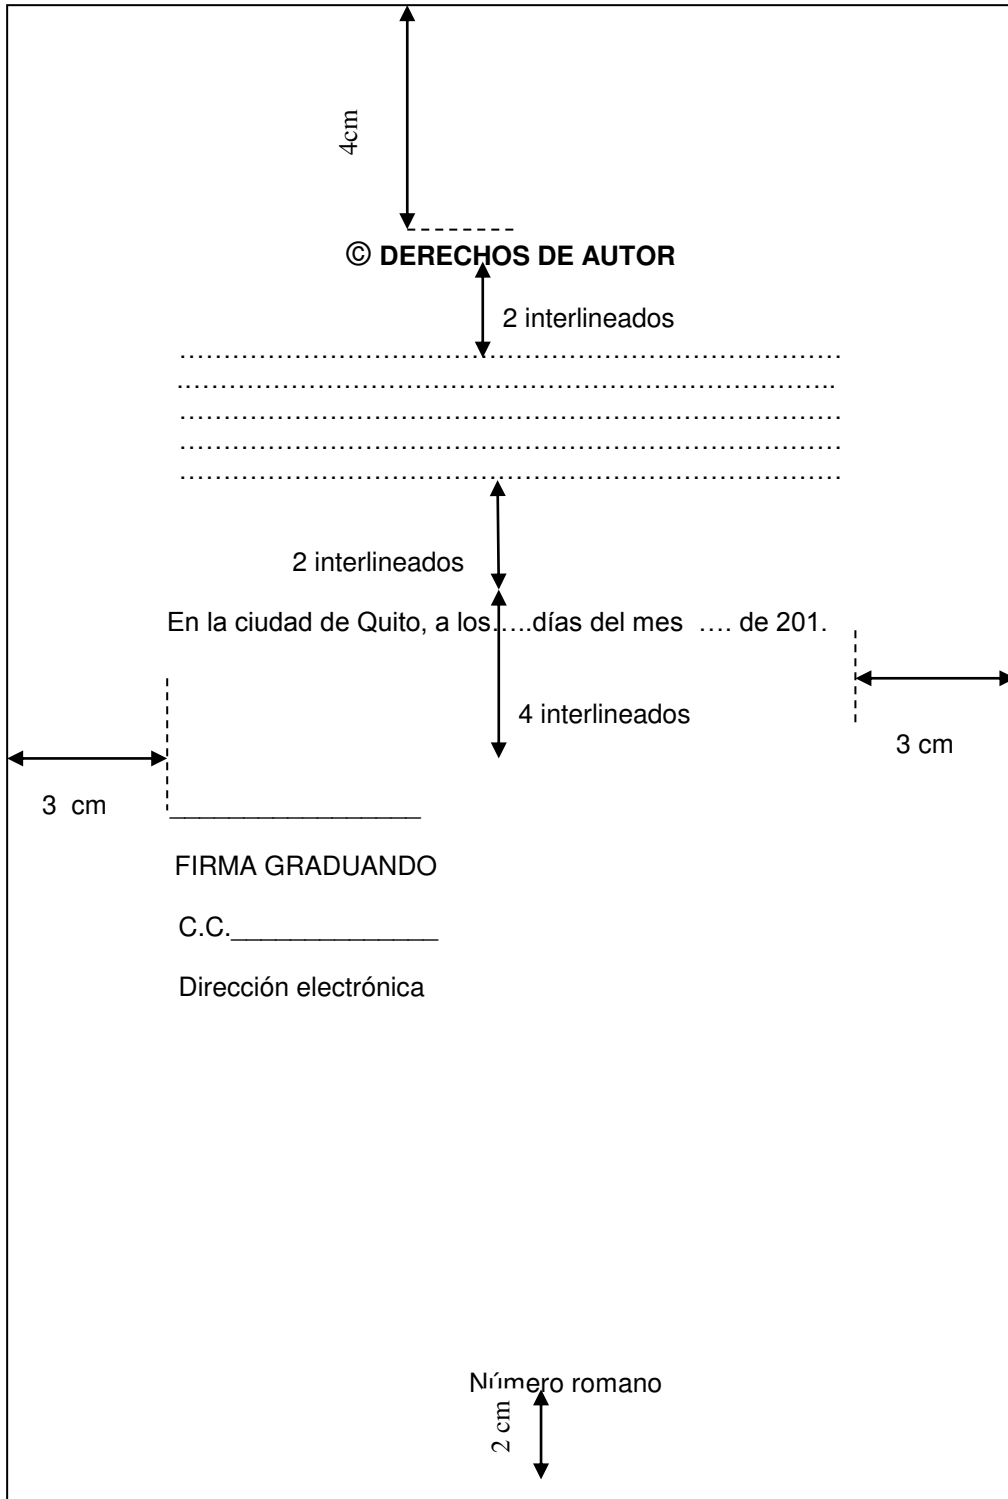 4cm
© DERECHOS DE AUTOR
2 interlineados
……………………………………………………………………………
……………………………………………………………………………..
……………………………………………………………………………
……………………………………………………………………………
……………………………………………………………………………
2 interlineados
En la ciudad de Quito, a los…..días del mes …. de 201.
4 interlineados
3 cm
3 cm
_________________
FIRMA GRADUANDO
C.C.______________
Dirección electrónica
Número romano
2 cm